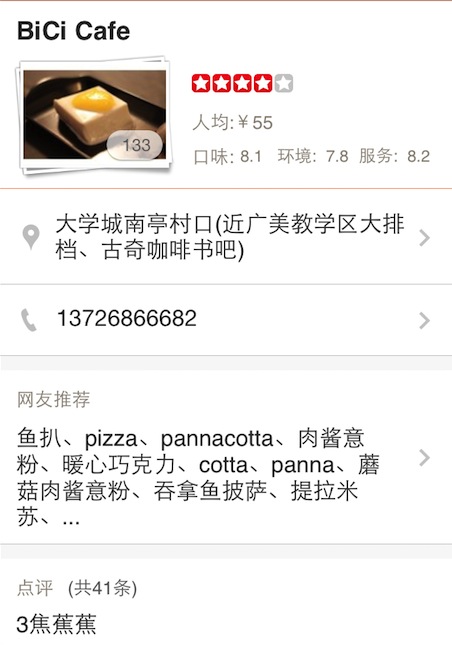 BiCi Cafe
133
人均:¥55
口味: 8.1 环境: 7.8 服务: 8.2
大学城南亭村口(近广美教学区大排
档、古奇咖啡书吧)
13726866682
网友推荐
鱼扒、pizza、pannacotta、肉酱意
粉、暖心巧克力、cotta、panna、蘑
菇肉酱意粉、吞拿鱼披萨、提拉米
苏、...
点评 (共41条)
3焦蕉蕉